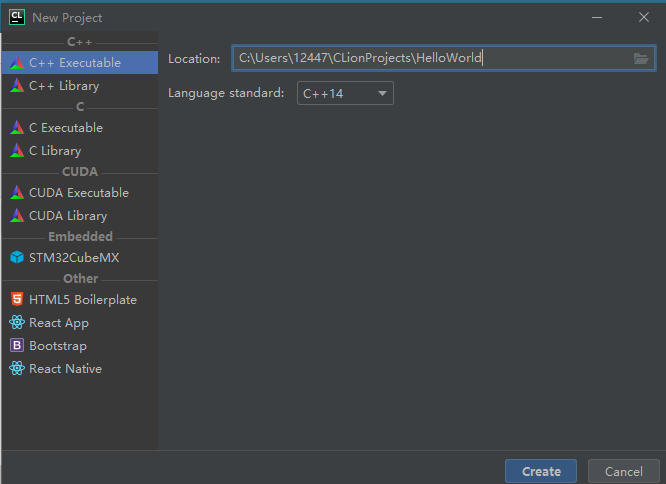 CL New Project
C++
C++ Executable
C++ Library
C
C Executable
C Library
CUDA
CUDA Executable
CUDA Library
Embedded
STM32CubeMX
Other
5 HTML5 Boilerplate
React App
B Bootstrap
React Native
Location: C:\Users\12447\CLionProjects\HelloWorld
Language standard: C++14
Create Cancel